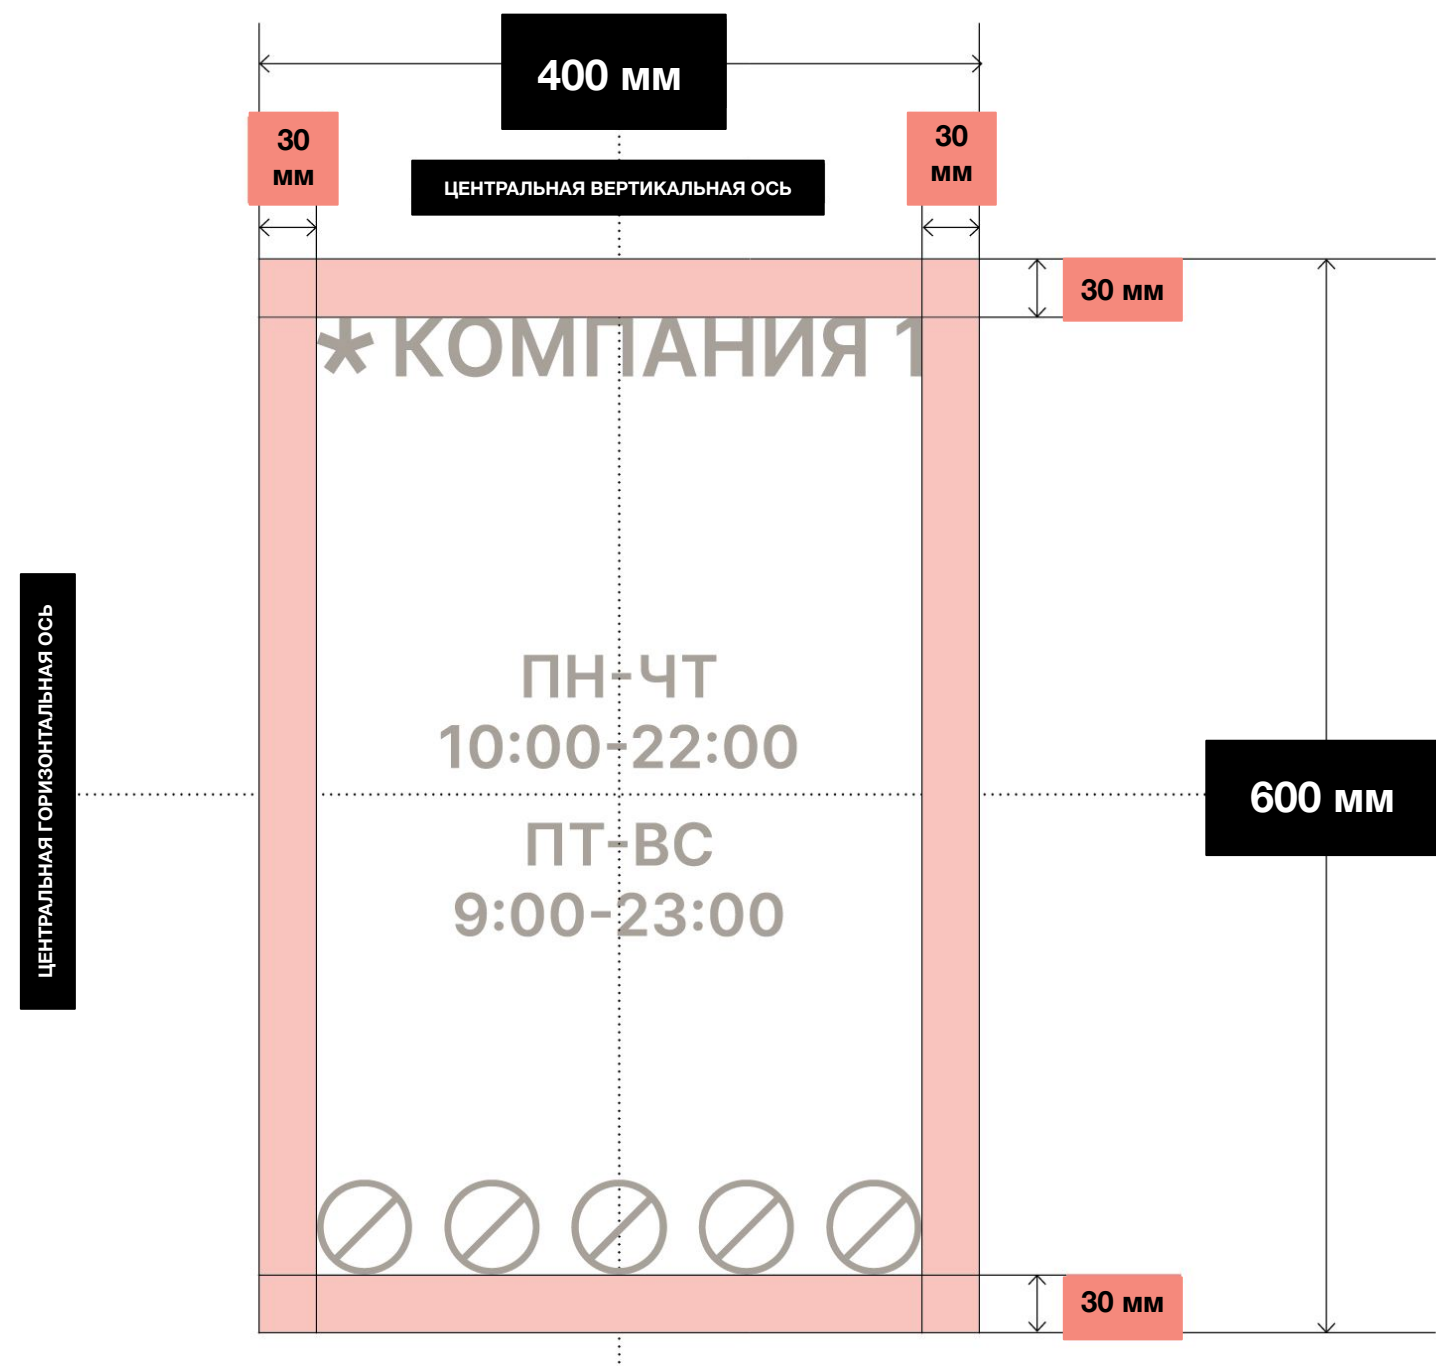 400 мм
30
мм
30
мм
ЦЕНТРАЛЬНАЯ ВЕРТИКАЛЬНАЯ ОСЬ
30 мм
* КОМПАНИЯ 1
ЦЕНТРАЛЬНАЯ ГОРИЗОНТАЛЬНАЯ ОСЬ
ПН-ЧТ
10:00-22:00
600 мм
ПТ-ВС
9:00-23:00
30 мм